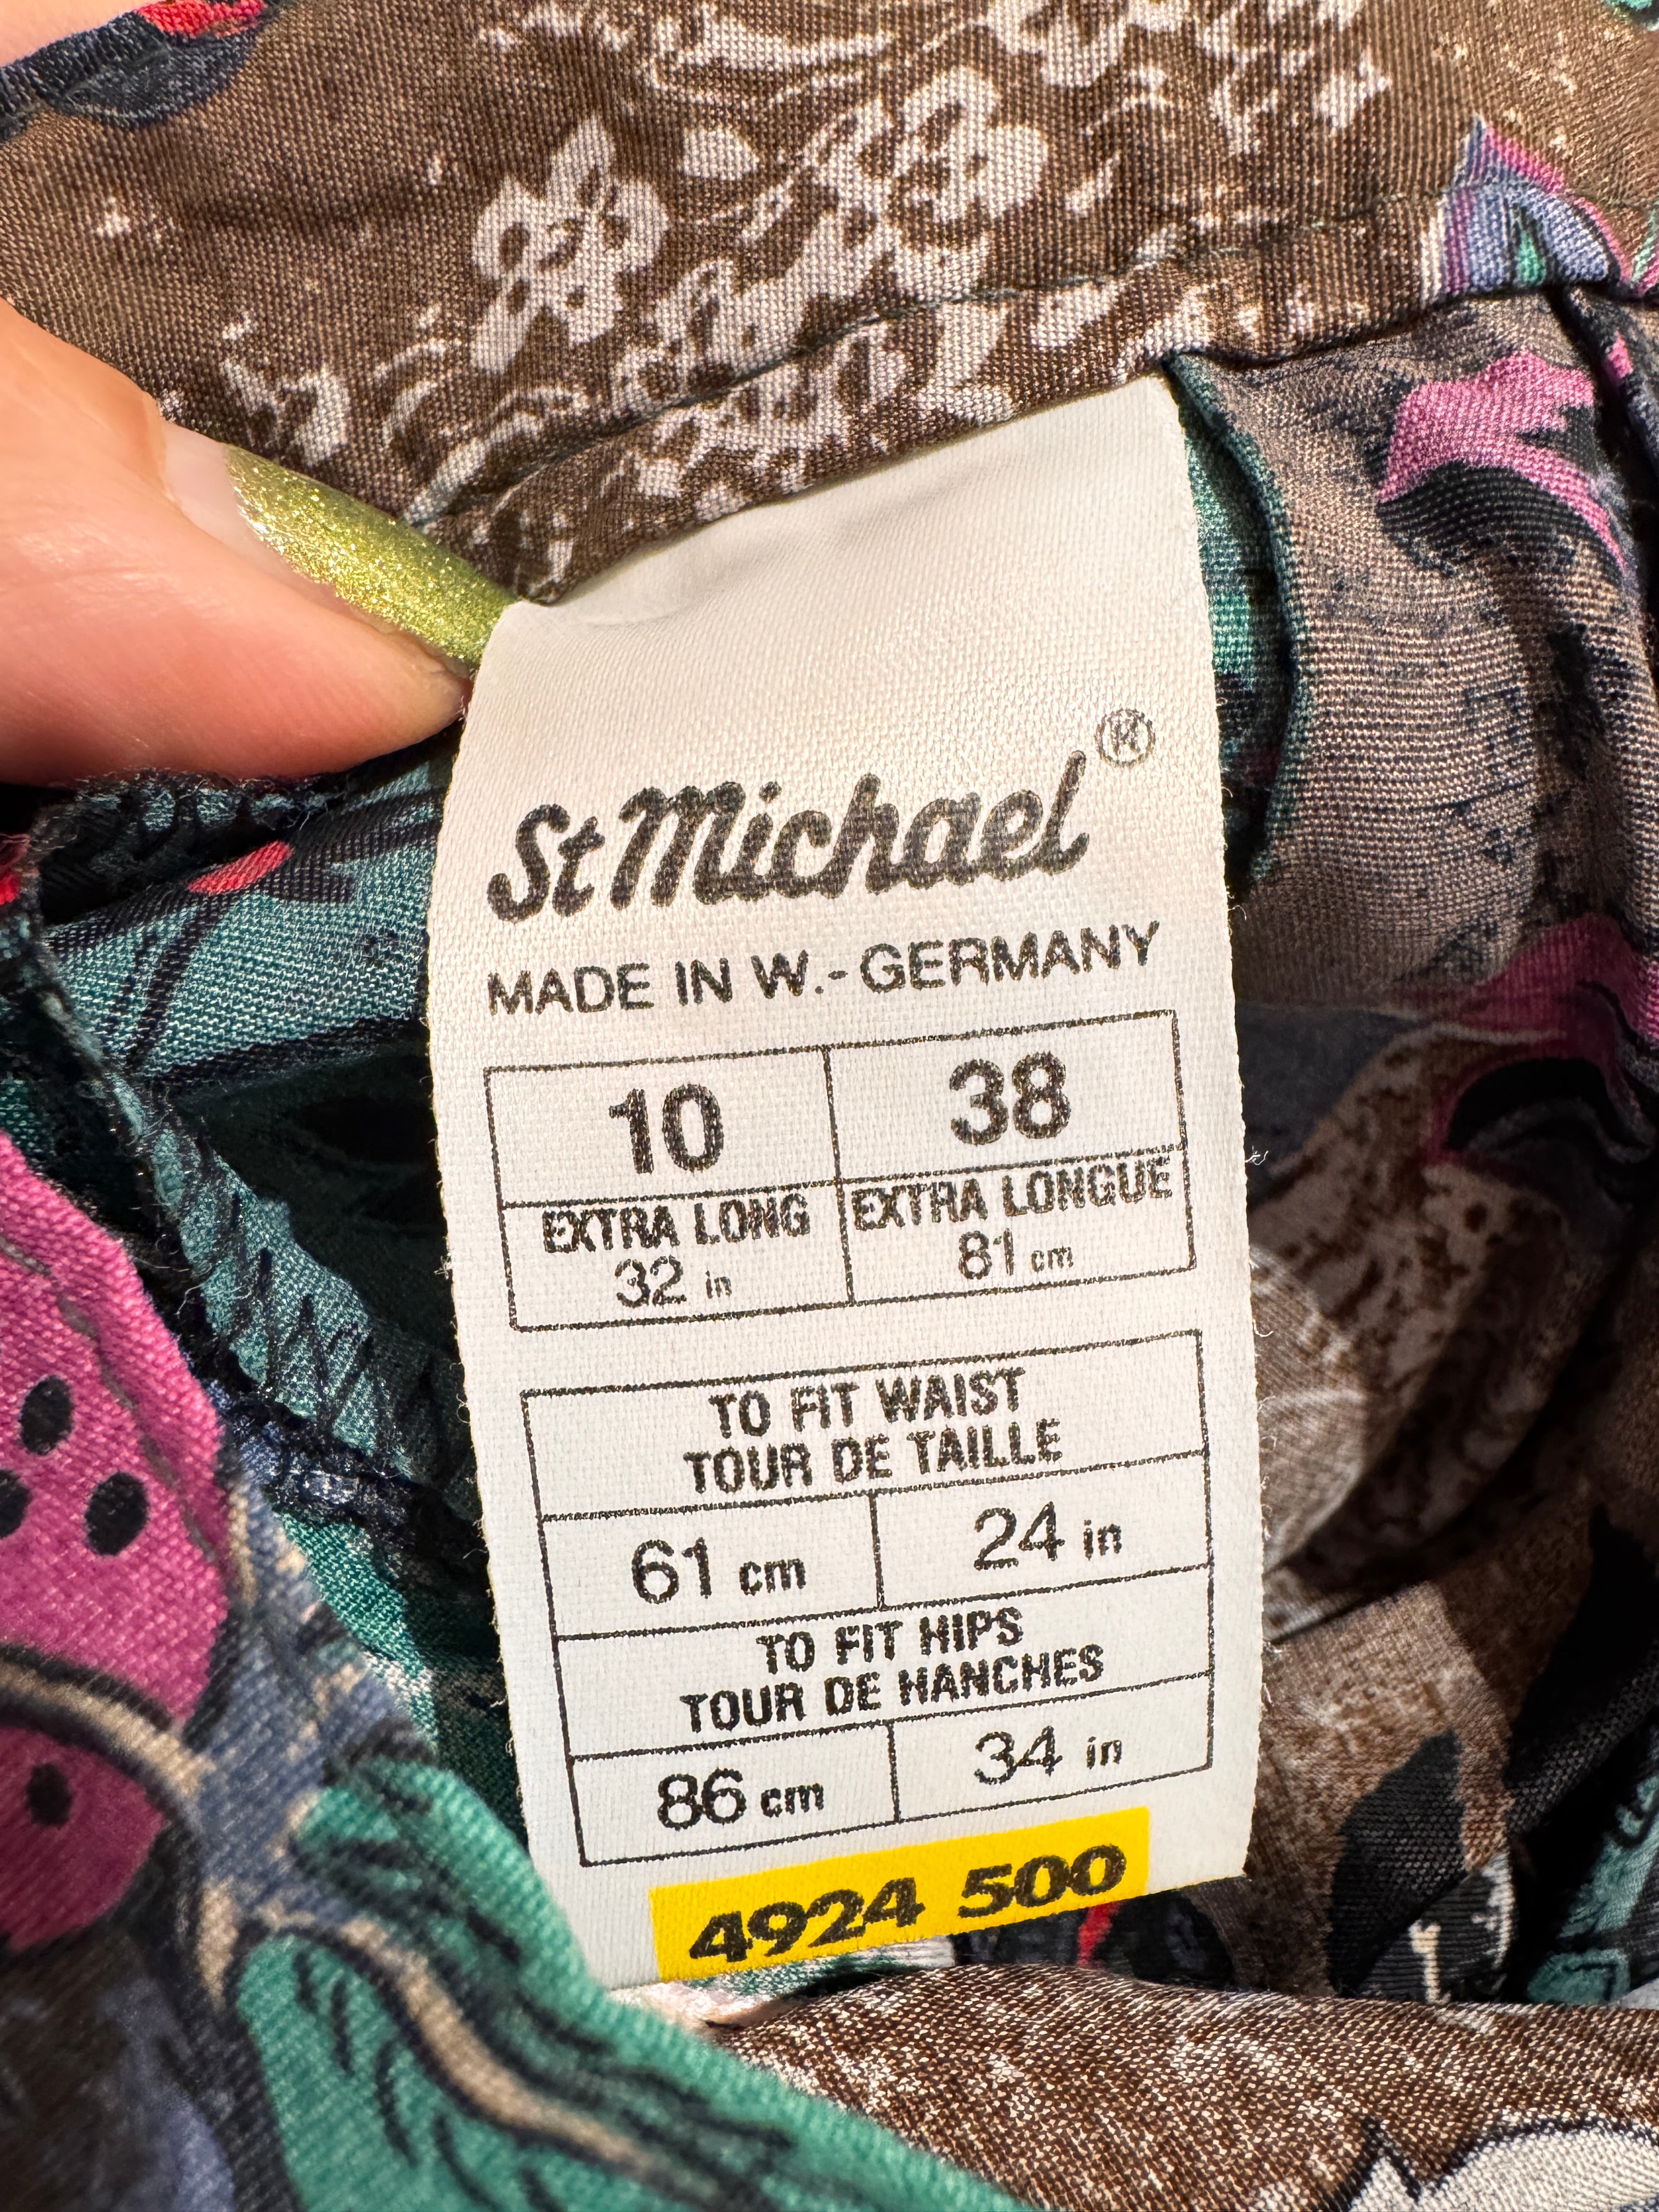 St Michael®
MADE IN W.-GERMANY
10 38
EXTRA LONG EXTRA LONGUE
32 in 81 cm
TO FIT WAIST
TOUR DE TAILLE
61 cm 24 in
TO FIT HIPS
TOUR DE HANCHES
86 cm 34 in
4924 500